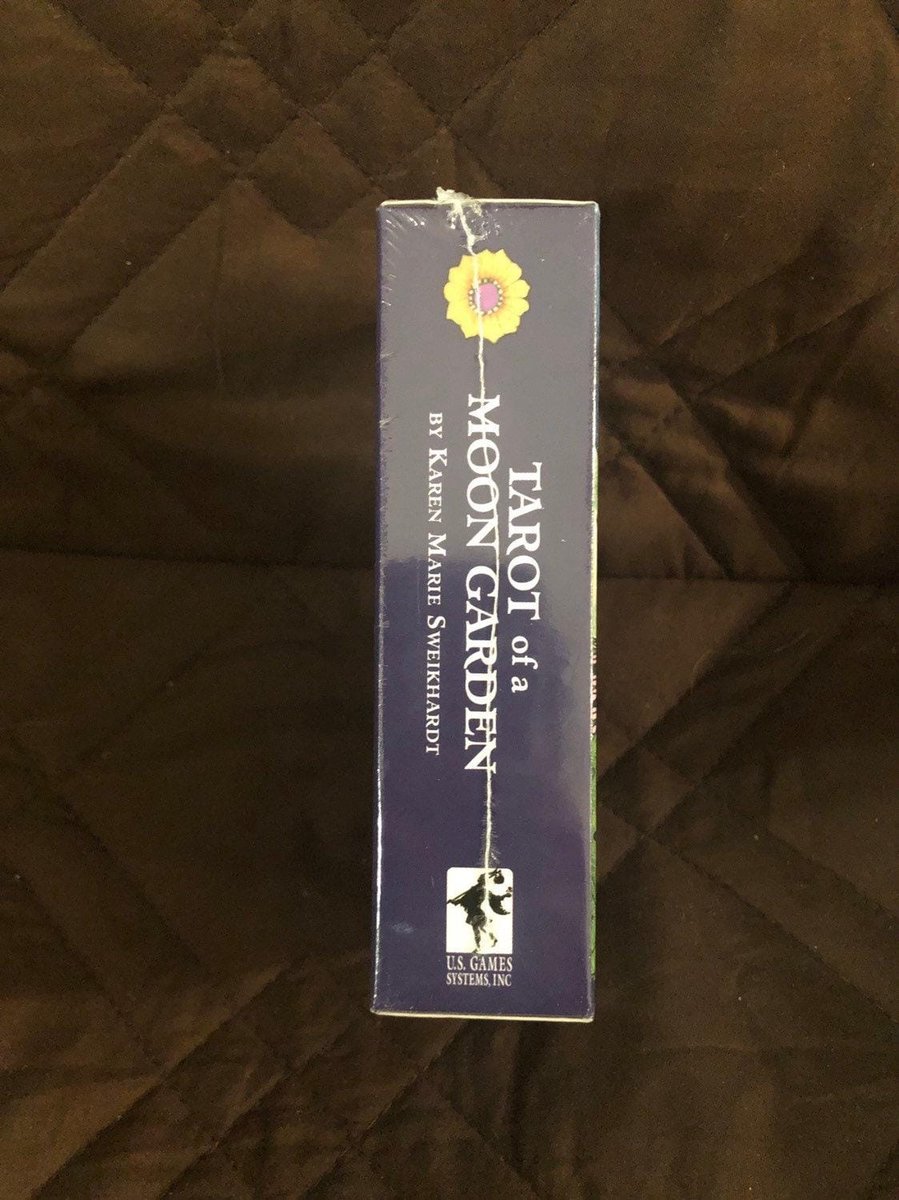 TAROT of a
MOON GARDEN
BY KAREN MARIE SWEIKHARDT
U.S. GAMES
SYSTEMS, INC